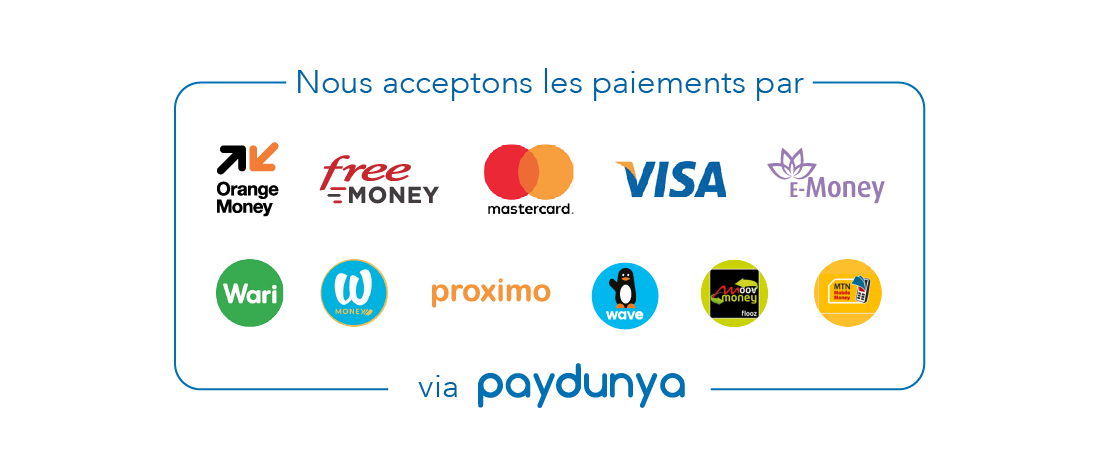 Nous acceptons les paiements par
Orange
Money
free
MONEY
mastercard.
VISA
E-Money
Wari
W
MONEY
proximo
wave
MOOV
money
flooz
MTN
Mobile
Money
via paydunya